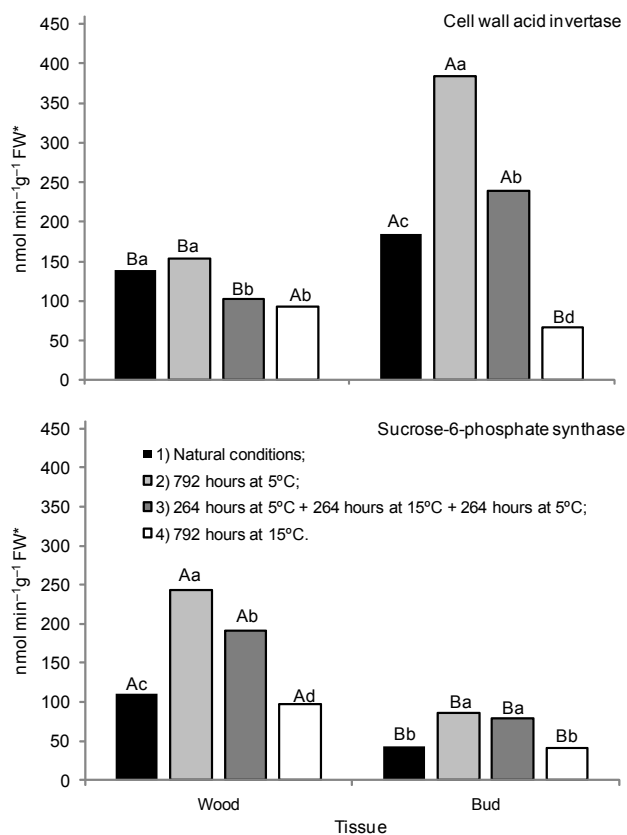 Cell wall acid invertase
450
400
350
300
250
200
150
100
50
0
nmol min⁻¹g⁻¹ FW*
Ba
Ba
Bb
Ab
Ac
Aa
Ab
Bd
Sucrose-6-phosphate synthase
450
400
350
300
250
200
150
100
50
0
nmol min⁻¹g⁻¹ FW*
1) Natural conditions;
2) 792 hours at 5ºC;
3) 264 hours at 5ºC + 264 hours at 15ºC + 264 hours at 5ºC;
4) 792 hours at 15ºC.
Ac
Aa
Ab
Ad
Bb
Ba
Ba
Bb
Wood
Bud
Tissue